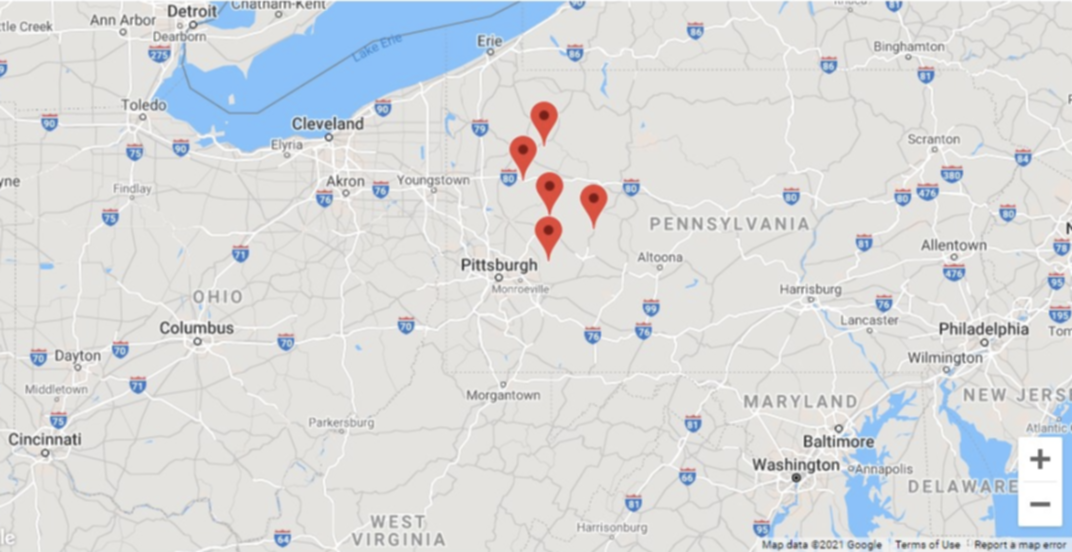 Chatham-Kent
Detroit
Ann Arbor
Dearborn
275
Lake Erie
Erie
86
86
86
81
Binghamton
81
Toledo
90
90
90
Cleveland
Elyria
79
75
Scranton
84
380
476
80
Findlay
Akron
76
76
Youngstown
80
80
80
80
75
PENNSYLVANIA
81
Allentown
78
476
71
Pittsburgh
Monroeville
Altoona
95
OHIO
Harrisburg
76
99
Lancaster
195
Columbus
70
70
76
76
Philadelphia
70
Dayton
70
Wilmington
Middletown
71
Morgantown
MARYLAND
NEW JERS
75
Parkersburg
81
Atlantic
Cincinnati
Baltimore
Washington
Annapolis
66
DELAWARE
81
WEST
VIRGINIA
64
Harrisonburg
95
Map data ©2021 Google
Terms of Use
Report a map error